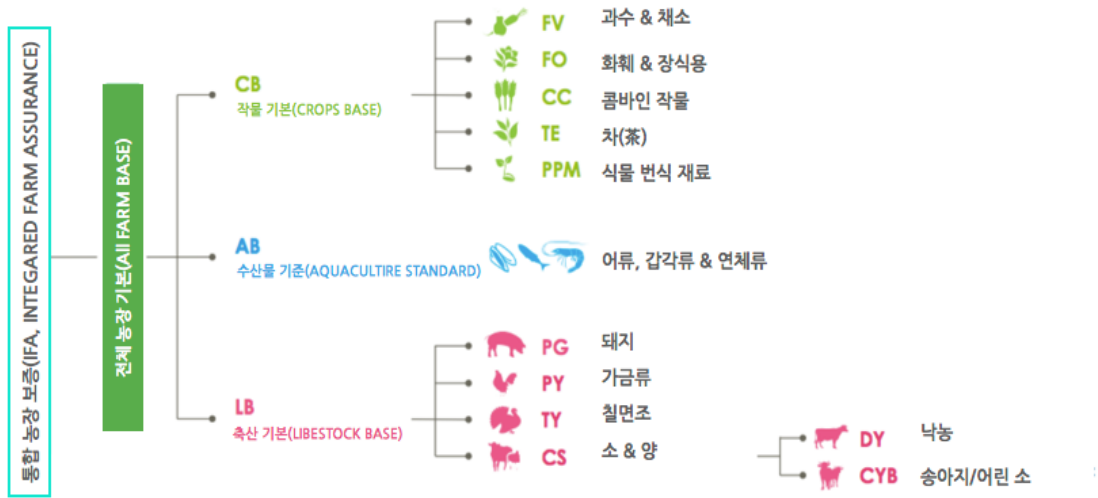 통합 농장 보증(IFA, INTEGARED FARM ASSURANCE)
전체 농장 기본(All FARM BASE)
CB
작물 기본(CROPS BASE)
FV 과수 & 채소
FO 화훼 & 장식용
CC 콤바인 작물
TE 차(茶)
PPM 식물 번식 재료
AB
수산물 기준(AQUACULTIRE STANDARD)
어류, 갑각류 & 연체류
LB
축산 기본(LIBESTOCK BASE)
PG 돼지
PY 가금류
TY 칠면조
CS 소 & 양
DY 낙농
CYB 송아지/어린 소